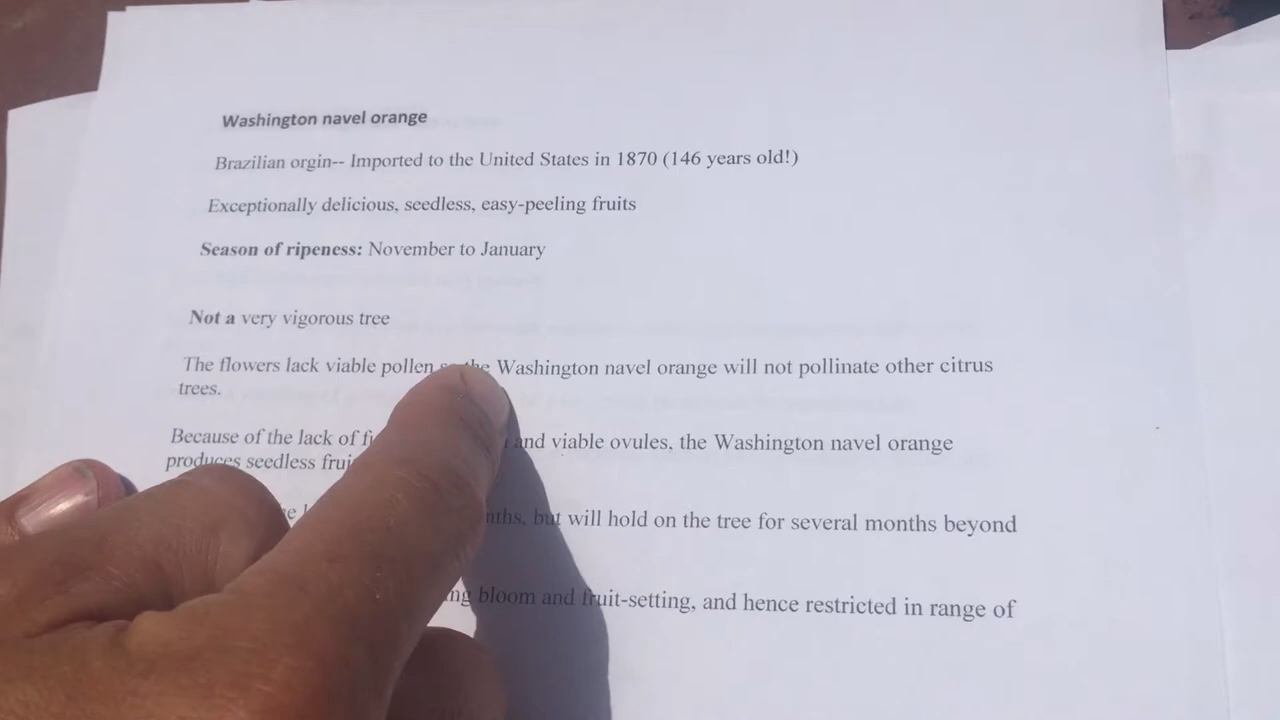 Washington navel orange
Brazilian orgin-- Imported to the United States in 1870 (146 years old!)
Exceptionally delicious, seedless, easy-peeling fruits
Season of ripeness: November to January
Not a very vigorous tree
The flowers lack viable pollen so the Washington navel orange will not pollinate other citrus
trees.
Because of the lack of and viable ovules, the Washington navel orange
produces seedless
but will hold on the tree for several months beyond
bloom and fruit-setting, and hence restricted in range of